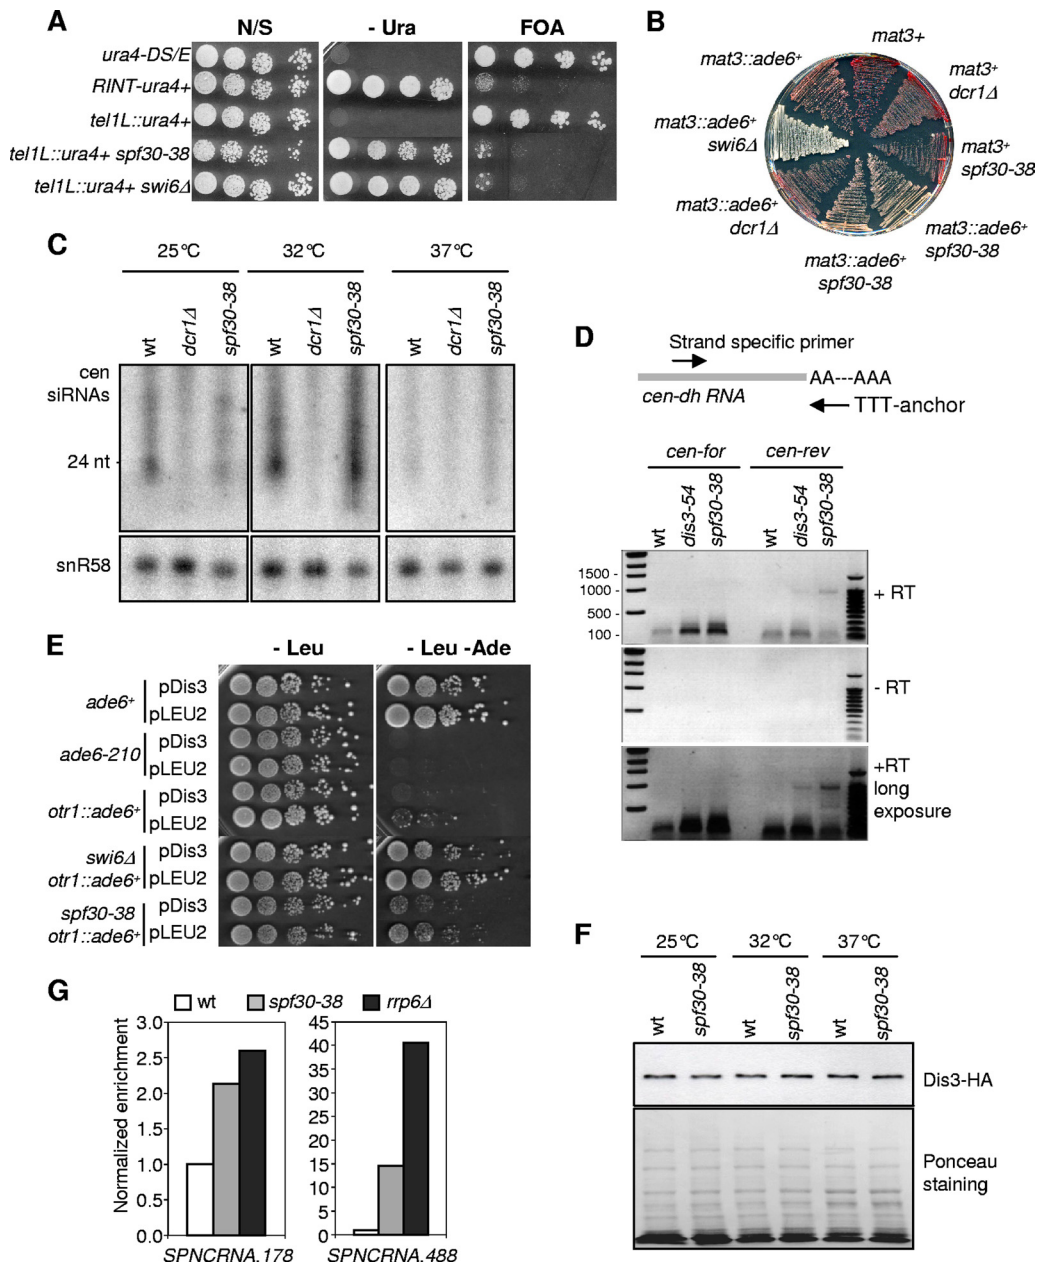 A
N/S
- Ura
FOA
ura4-DS/E
RINT-ura4+
tel1L::ura4+
tel1L::ura4+ spf30-38
tel1L::ura4+ swi6Δ
B
mat3+
mat3+
dcr1Δ
mat3+
spf30-38
mat3::ade6+
spf30-38
mat3::ade6+
spf30-38
mat3::ade6+
dcr1Δ
mat3::ade6+
swi6Δ
mat3::ade6+
C
25°C
32°C
37°C
wt
dcr1Δ
spf30-38
wt
dcr1Δ
spf30-38
wt
dcr1Δ
spf30-38
cen
siRNAs
24 nt
snR58
D
Strand specific primer
cen-dh RNA
AA---AAA
TTT-anchor
cen-for
cen-rev
wt
dis3-54
spf30-38
wt
dis3-54
spf30-38
1500 -
1000 -
500 -
100 -
+ RT
- RT
+RT
long
exposure
E
- Leu
- Leu -Ade
ade6+
pDis3
pLEU2
ade6-210
pDis3
pLEU2
otr1::ade6+
pDis3
pLEU2
swi6Δ
otr1::ade6+
pDis3
pLEU2
spf30-38
otr1::ade6+
pDis3
pLEU2
F
25°C
32°C
37°C
wt
spf30-38
wt
spf30-38
wt
spf30-38
Dis3-HA
Ponceau
staining
G
wt
spf30-38
rrp6Δ
Normalized enrichment
3.0
2.5
2.0
1.5
1.0
0.5
0.0
SPNCRNA.178
45
40
35
30
25
20
15
10
5
0
SPNCRNA.488